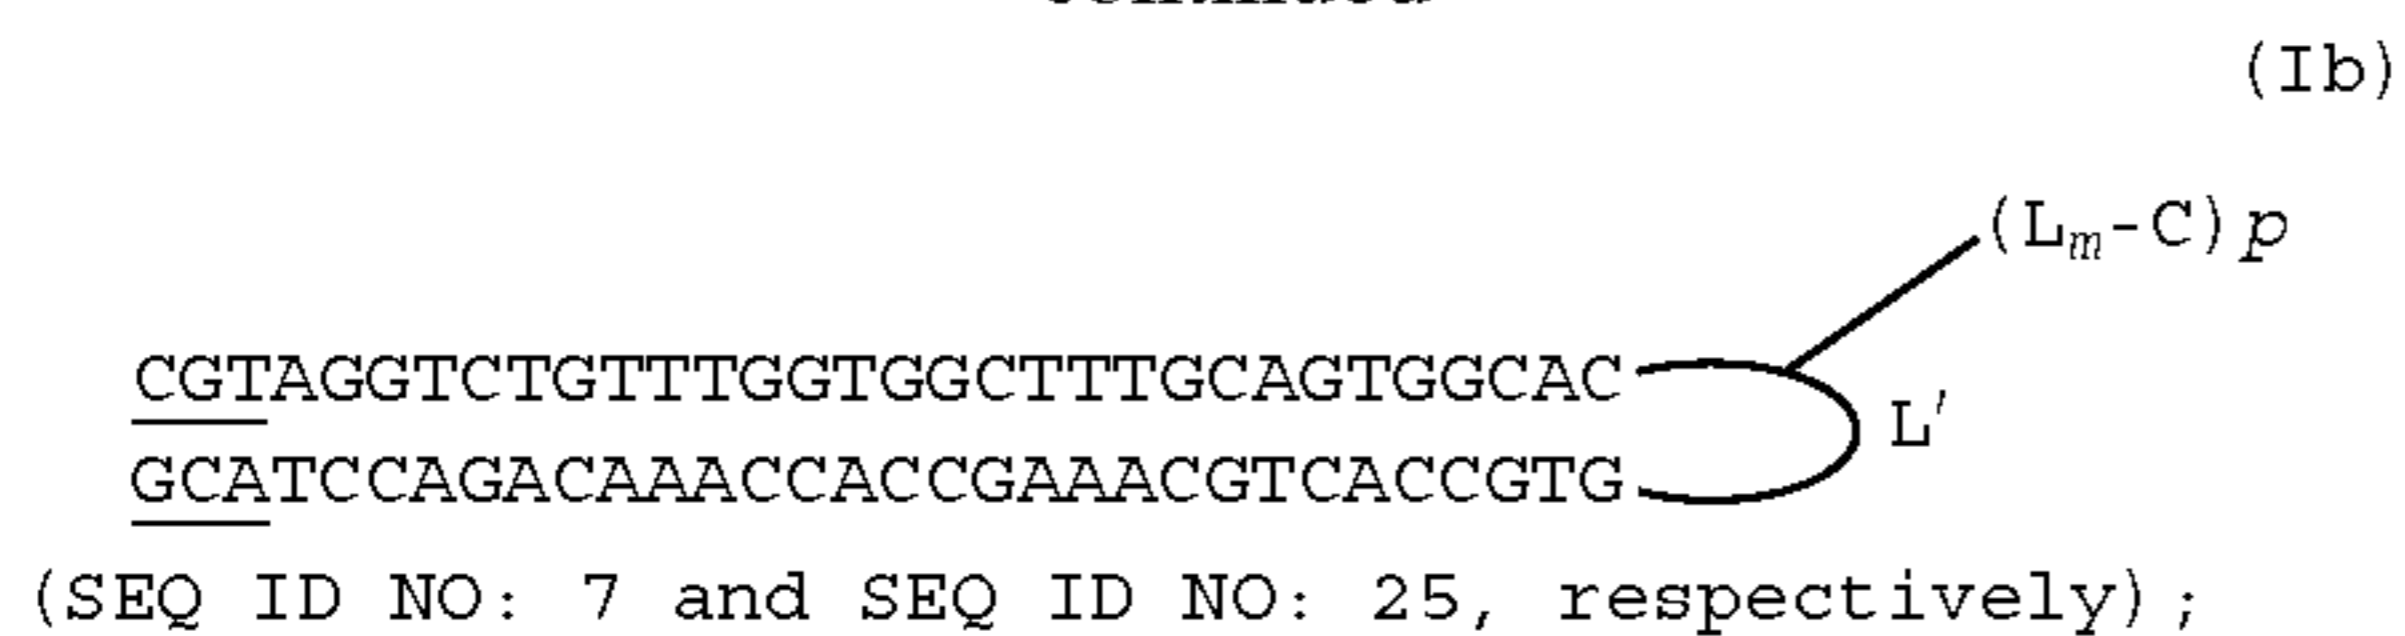 (Ib)
(Lm-C)p
CGTAGGTCTGTTTGGTGGCTTTGCAGTGGCAC
L'
GCATCCAGACAAACCACCGAAACGTCACCGTG
(SEQ ID NO: 7 and SEQ ID NO: 25, respectively);